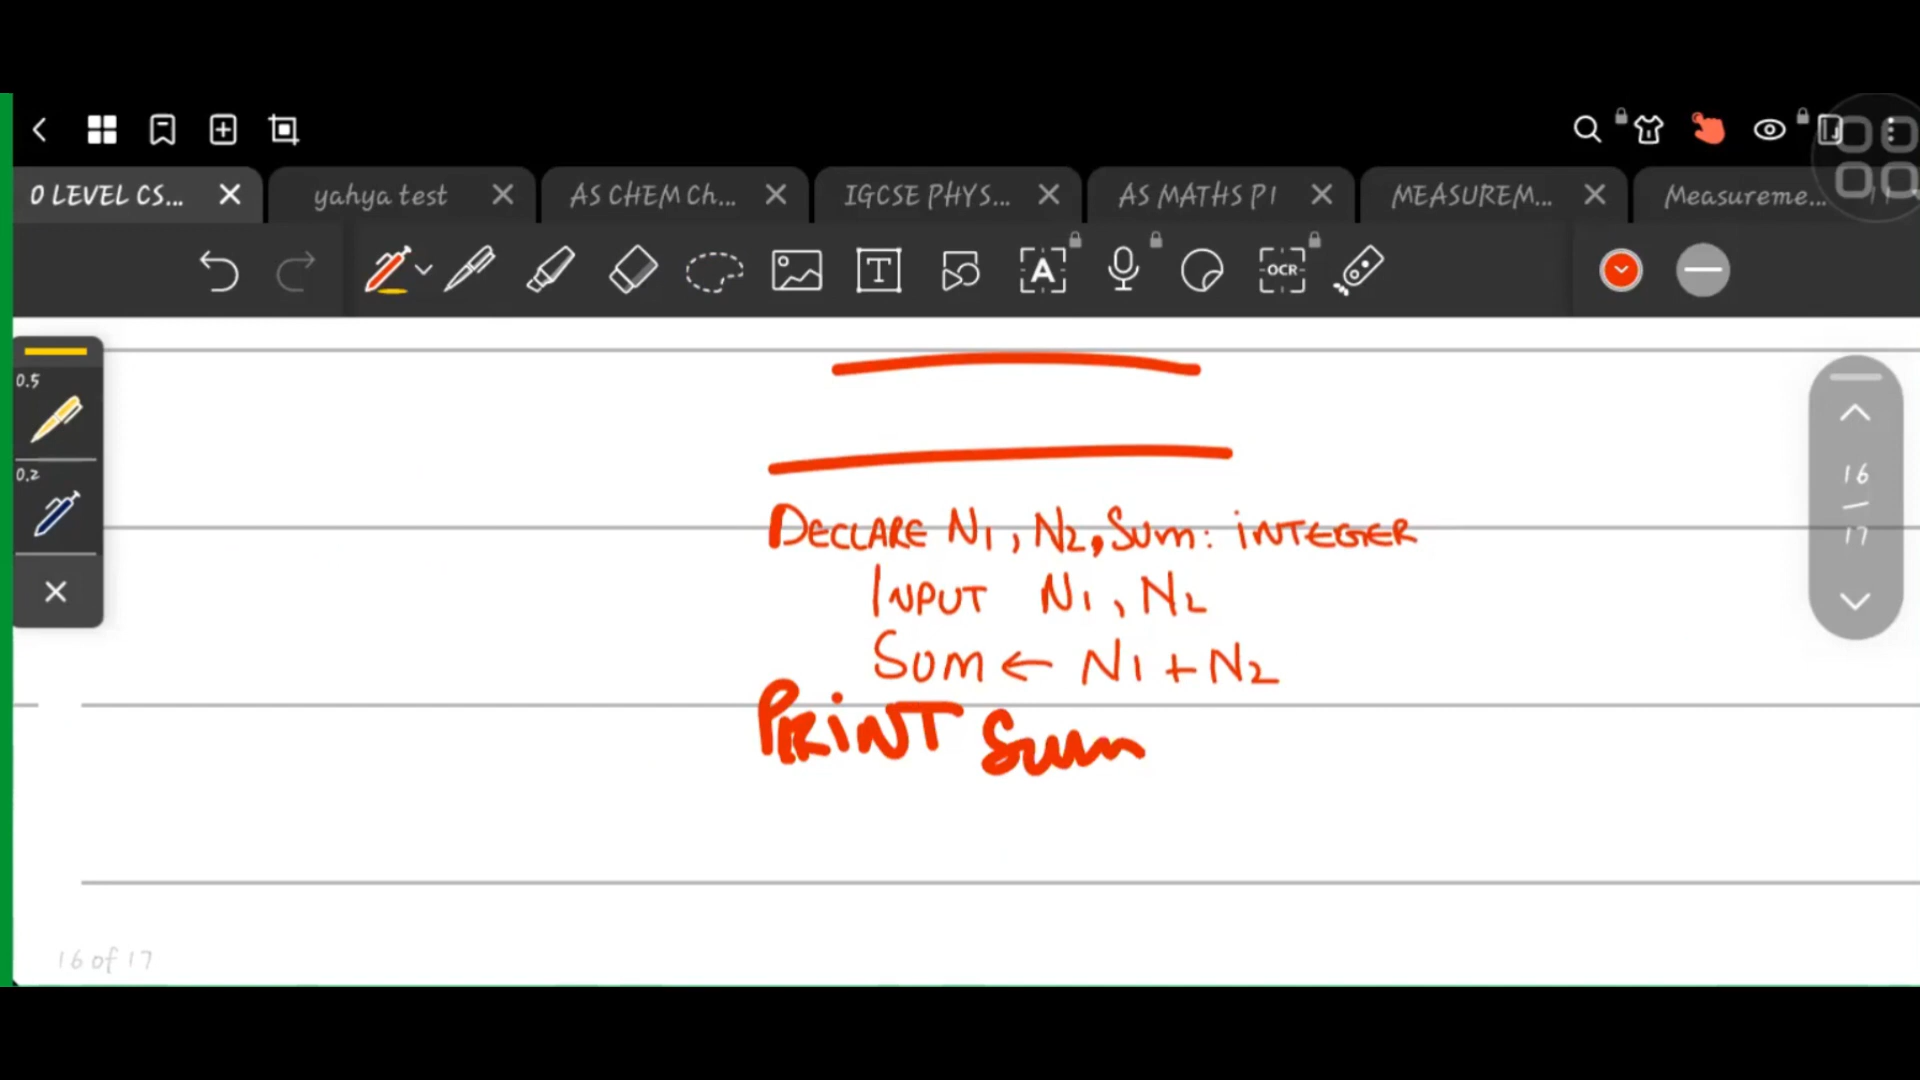 O LEVEL CS... yahya test AS CHEM Ch... IGCSE PHYS... AS MATHS P1 MEASUREM... Measureme...
T A OCR
0.5
0.2
16
17
DECLARE N1, N2, Sum: INTEGER
INPUT N1, N2
SUM ← N1 + N2
PRINT Sum
16 of 17